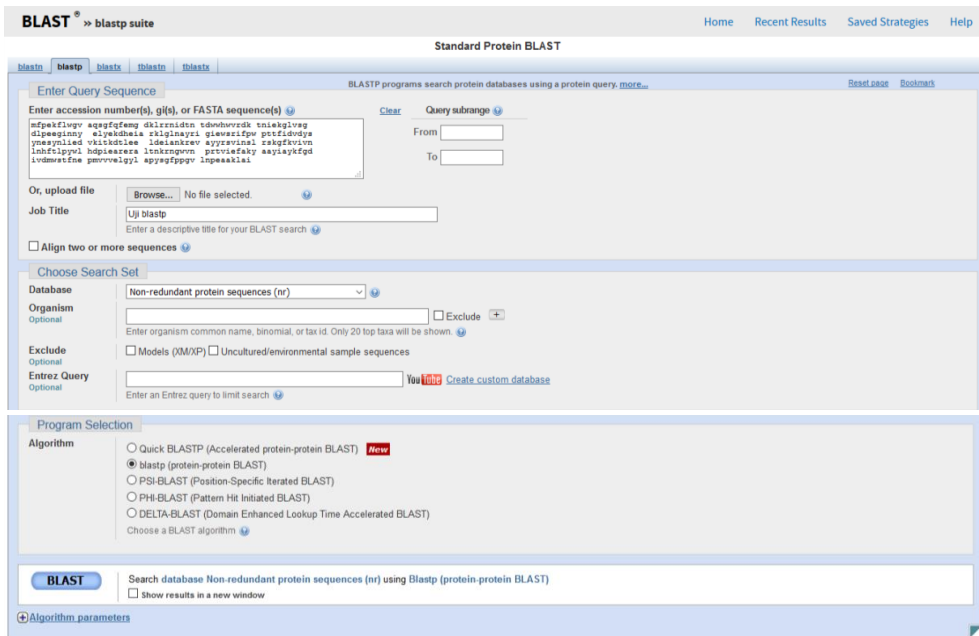 BLAST ® » blastp suite
Home Recent Results Saved Strategies Help
Standard Protein BLAST
blastn blastp blastx tblastn tblastx
BLASTP programs search protein databases using a protein query. more...
Reset page Bookmark
Enter Query Sequence
Enter accession number(s), gi(s), or FASTA sequence(s)
Clear
Query subrange
mfpekflwgv aqsgfqfemg dklrrnidtn tdwwhwvrdk tniekglvsg
dlpeeginny elyekdheia rklglnayri giewsrifpw pttfidvdys
ynesynlied vkitkdtlee ldeiankrev ayyrsvinsl rskgfkvivn
lnhftlpywl hdpiearera ltnkrngwvn prtviefaky aayiaykfgd
ivdmwstfne pmvvvelgyl apysgfppgv lnpeaaklai
From
To
Or, upload file
Browse... No file selected.
Job Title
Uji blastp
Enter a descriptive title for your BLAST search
Align two or more sequences
Choose Search Set
Database
Non-redundant protein sequences (nr)
Organism
Optional
Exclude +
Enter organism common name, binomial, or tax id. Only 20 top taxa will be shown.
Exclude
Optional
Models (XM/XP) Uncultured/environmental sample sequences
Entrez Query
Optional
YouTube Create custom database
Enter an Entrez query to limit search
Program Selection
Algorithm
Quick BLASTP (Accelerated protein-protein BLAST) New
blastp (protein-protein BLAST)
PSI-BLAST (Position-Specific Iterated BLAST)
PHI-BLAST (Pattern Hit Initiated BLAST)
DELTA-BLAST (Domain Enhanced Lookup Time Accelerated BLAST)
Choose a BLAST algorithm
BLAST
Search database Non-redundant protein sequences (nr) using Blastp (protein-protein BLAST)
Show results in a new window
Algorithm parameters